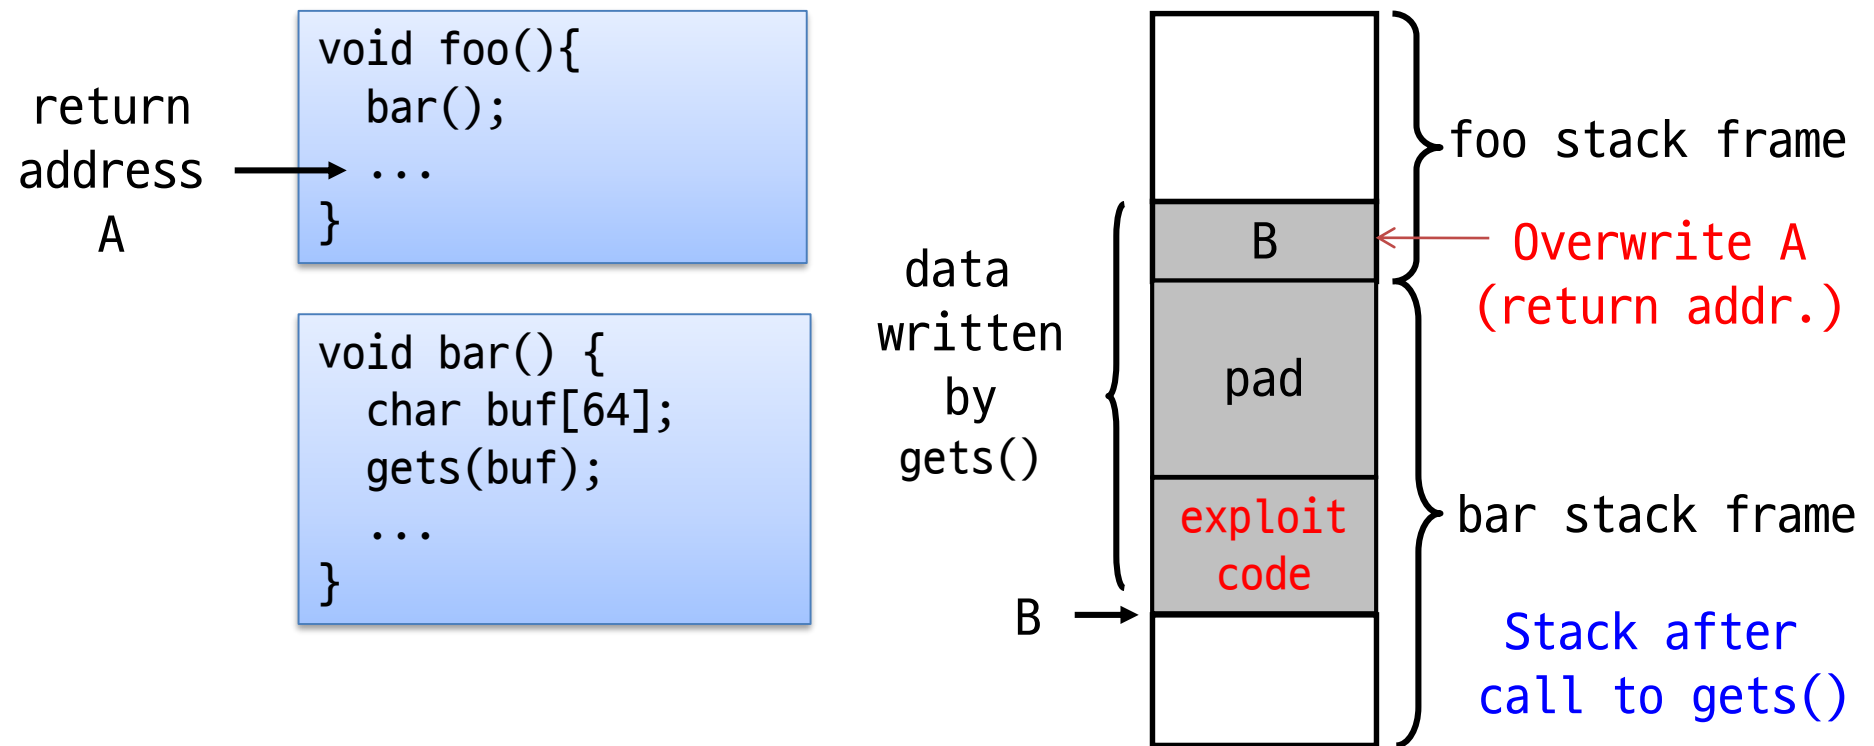 return
address
A
void foo(){
bar();
...
}
void bar() {
char buf[64];
gets(buf);
...
}
data
written
by
gets()
B
B
pad
exploit
code
foo stack frame
Overwrite A
(return addr.)
bar stack frame
Stack after
call to gets()